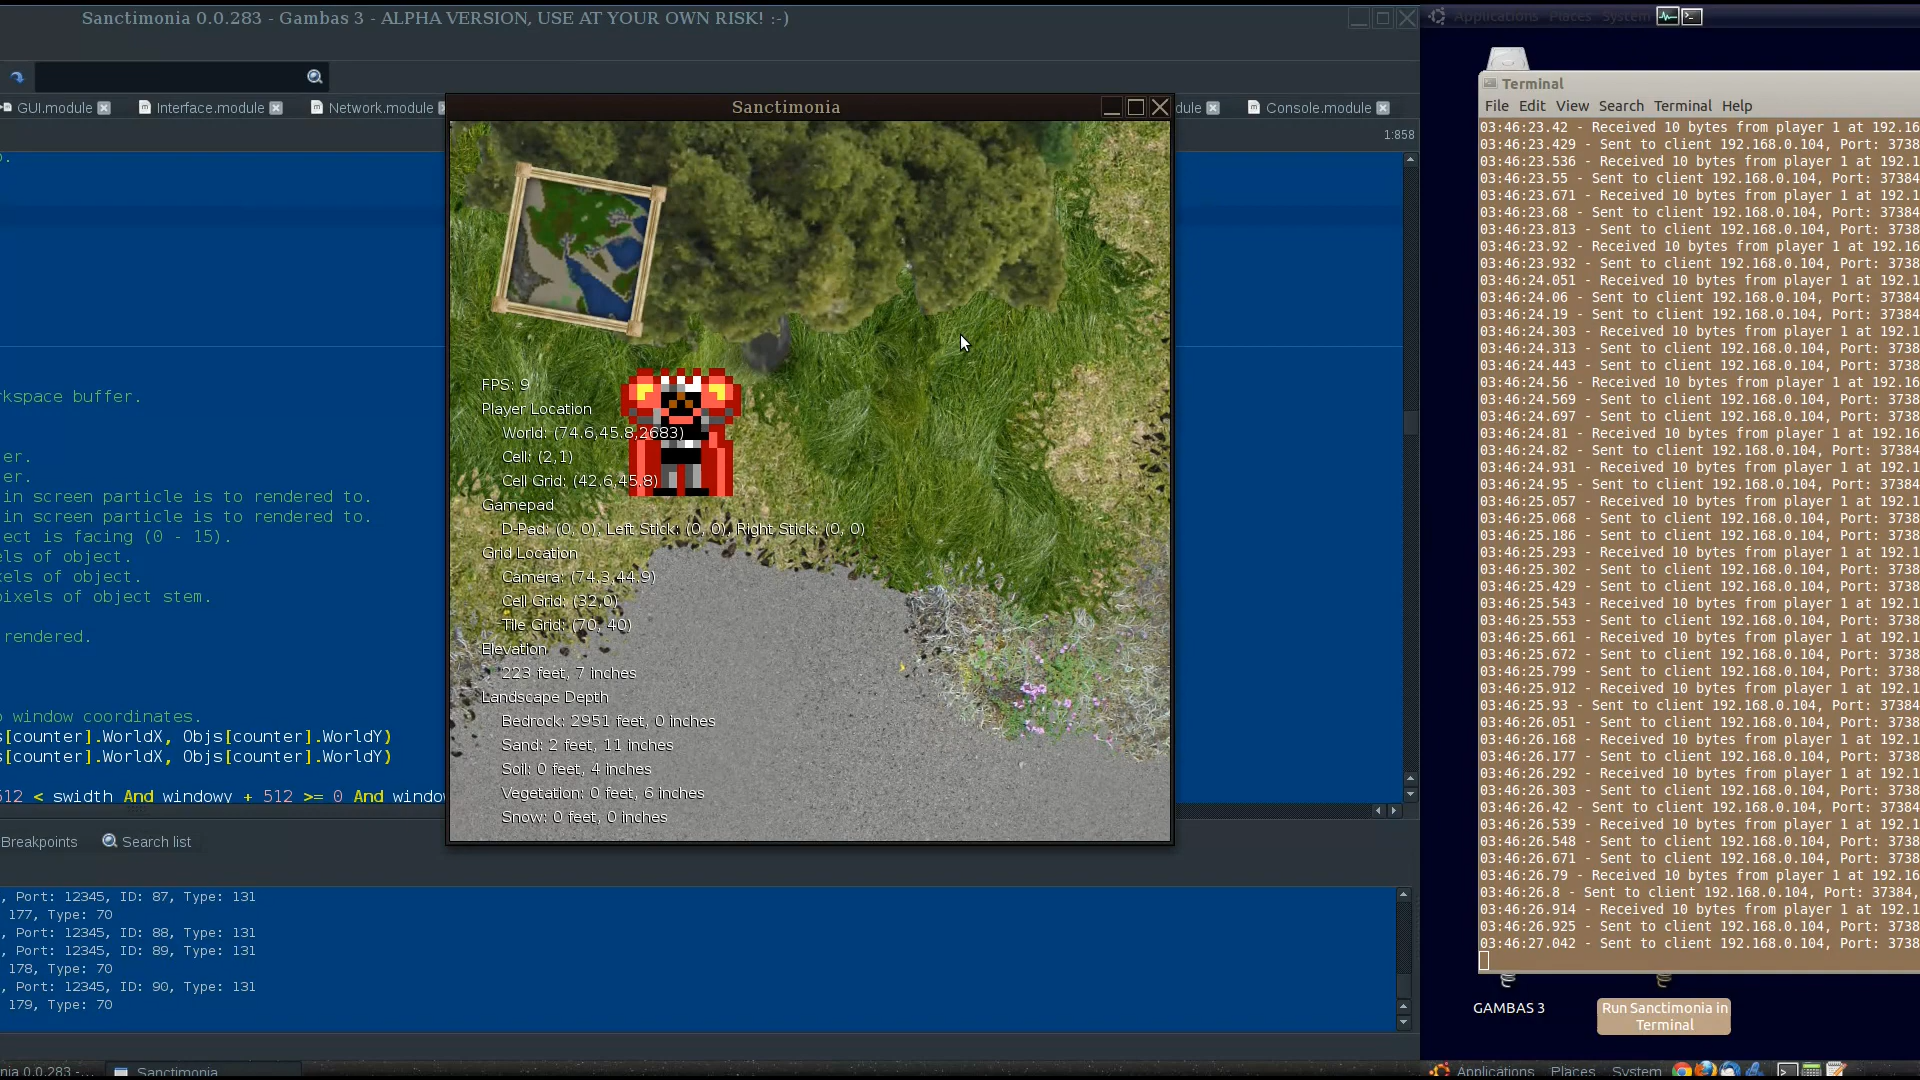 Sanctimonia 0.0.283 - Gambas 3 - ALPHA VERSION, USE AT YOUR OWN RISK! :-)
GUI.module
Interface.module
Network.module
dule
Console.module
1:858
kspace buffer.
er.
er.
in screen particle is to rendered to.
in screen particle is to rendered to.
ect is facing (0 - 15).
els of object.
xels of object.
pixels of object stem.
rendered.
o window coordinates.
s[counter].WorldX, Objs[counter].WorldY)
s[counter].WorldX, Objs[counter].WorldY)
512 < swidth And windowy + 512 >= 0 And windo
Breakpoints
Search list
, Port: 12345, ID: 87, Type: 131
177, Type: 70
, Port: 12345, ID: 88, Type: 131
, Port: 12345, ID: 89, Type: 131
178, Type: 70
, Port: 12345, ID: 90, Type: 131
179, Type: 70
nia 0.0.283 -...
Sanctimonia
Sanctimonia
FPS: 9
Player Location
World: (74.6,45.8,2683)
Cell: (2,1)
Cell Grid: (42.6,45.8)
Gamepad
D-Pad: (0, 0), Left Stick: (0, 0), Right Stick: (0, 0)
Grid Location
Camera: (74.3,44.9)
Cell Grid: (32,0)
Tile Grid: (70, 40)
Elevation
223 feet, 7 inches
Landscape Depth
Bedrock: 2951 feet, 0 inches
Sand: 2 feet, 11 inches
Soil: 0 feet, 4 inches
Vegetation: 0 feet, 6 inches
Snow: 0 feet, 0 inches
Applications Places System
Terminal
File Edit View Search Terminal Help
03:46:23.42 - Received 10 bytes from player 1 at 192.16
03:46:23.429 - Sent to client 192.168.0.104, Port: 3738
03:46:23.536 - Received 10 bytes from player 1 at 192.1
03:46:23.55 - Sent to client 192.168.0.104, Port: 37384
03:46:23.671 - Received 10 bytes from player 1 at 192.1
03:46:23.68 - Sent to client 192.168.0.104, Port: 37384
03:46:23.813 - Sent to client 192.168.0.104, Port: 3738
03:46:23.92 - Received 10 bytes from player 1 at 192.16
03:46:23.932 - Sent to client 192.168.0.104, Port: 3738
03:46:24.051 - Received 10 bytes from player 1 at 192.1
03:46:24.06 - Sent to client 192.168.0.104, Port: 37384
03:46:24.19 - Sent to client 192.168.0.104, Port: 37384
03:46:24.303 - Received 10 bytes from player 1 at 192.1
03:46:24.313 - Sent to client 192.168.0.104, Port: 3738
03:46:24.443 - Sent to client 192.168.0.104, Port: 3738
03:46:24.56 - Received 10 bytes from player 1 at 192.16
03:46:24.569 - Sent to client 192.168.0.104, Port: 3738
03:46:24.697 - Sent to client 192.168.0.104, Port: 3738
03:46:24.81 - Received 10 bytes from player 1 at 192.16
03:46:24.82 - Sent to client 192.168.0.104, Port: 37384
03:46:24.931 - Received 10 bytes from player 1 at 192.1
03:46:24.95 - Sent to client 192.168.0.104, Port: 37384
03:46:25.057 - Received 10 bytes from player 1 at 192.1
03:46:25.068 - Sent to client 192.168.0.104, Port: 3738
03:46:25.186 - Sent to client 192.168.0.104, Port: 3738
03:46:25.293 - Received 10 bytes from player 1 at 192.1
03:46:25.302 - Sent to client 192.168.0.104, Port: 3738
03:46:25.429 - Sent to client 192.168.0.104, Port: 3738
03:46:25.543 - Received 10 bytes from player 1 at 192.1
03:46:25.553 - Sent to client 192.168.0.104, Port: 3738
03:46:25.661 - Received 10 bytes from player 1 at 192.1
03:46:25.672 - Sent to client 192.168.0.104, Port: 3738
03:46:25.799 - Sent to client 192.168.0.104, Port: 3738
03:46:25.912 - Received 10 bytes from player 1 at 192.1
03:46:25.93 - Sent to client 192.168.0.104, Port: 37384
03:46:26.051 - Sent to client 192.168.0.104, Port: 3738
03:46:26.168 - Received 10 bytes from player 1 at 192.1
03:46:26.177 - Sent to client 192.168.0.104, Port: 3738
03:46:26.292 - Received 10 bytes from player 1 at 192.1
03:46:26.303 - Sent to client 192.168.0.104, Port: 3738
03:46:26.42 - Sent to client 192.168.0.104, Port: 37384
03:46:26.539 - Received 10 bytes from player 1 at 192.1
03:46:26.548 - Sent to client 192.168.0.104, Port: 3738
03:46:26.671 - Sent to client 192.168.0.104, Port: 3738
03:46:26.79 - Received 10 bytes from player 1 at 192.16
03:46:26.8 - Sent to client 192.168.0.104, Port: 37384,
03:46:26.914 - Received 10 bytes from player 1 at 192.1
03:46:26.925 - Sent to client 192.168.0.104, Port: 3738
03:46:27.042 - Sent to client 192.168.0.104, Port: 3738
GAMBAS 3
Run Sanctimonia in
Terminal
Applications Places System